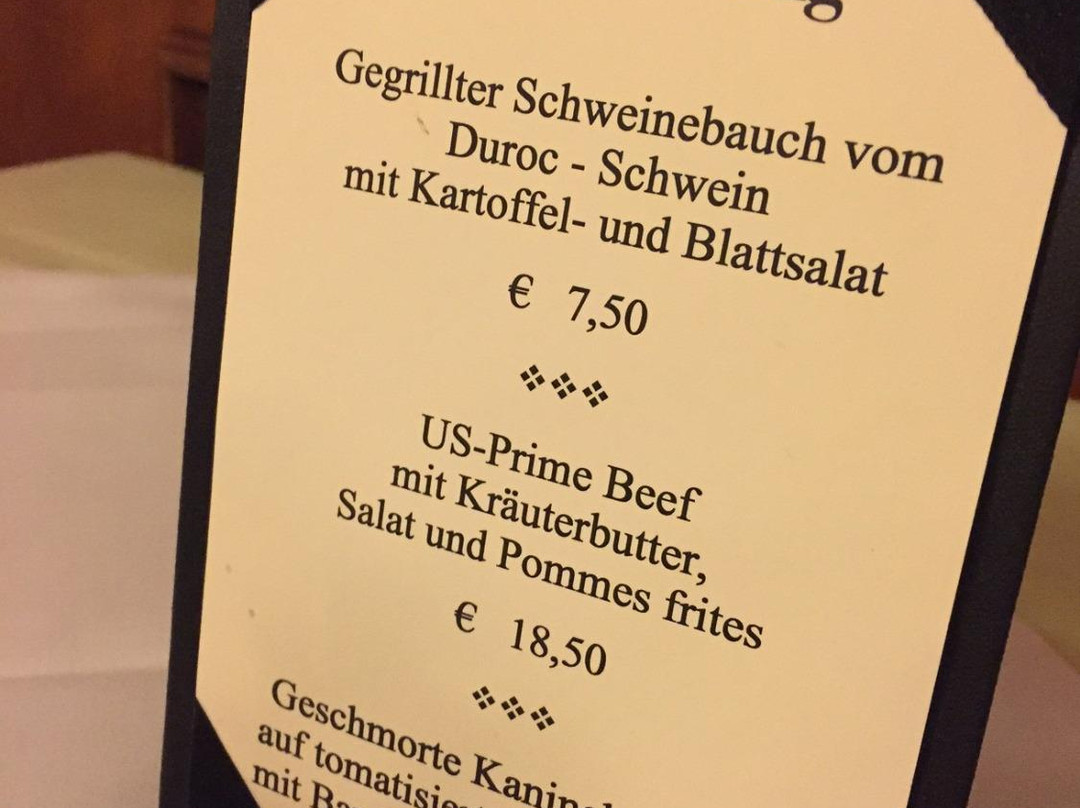 Gegrillter Schweinebauch vom
Duroc - Schwein
mit Kartoffel- und Blattsalat
€ 7,50
US-Prime Beef
mit Kräuterbutter,
Salat und Pommes frites
€ 18,50
Geschmorte
auf
mit